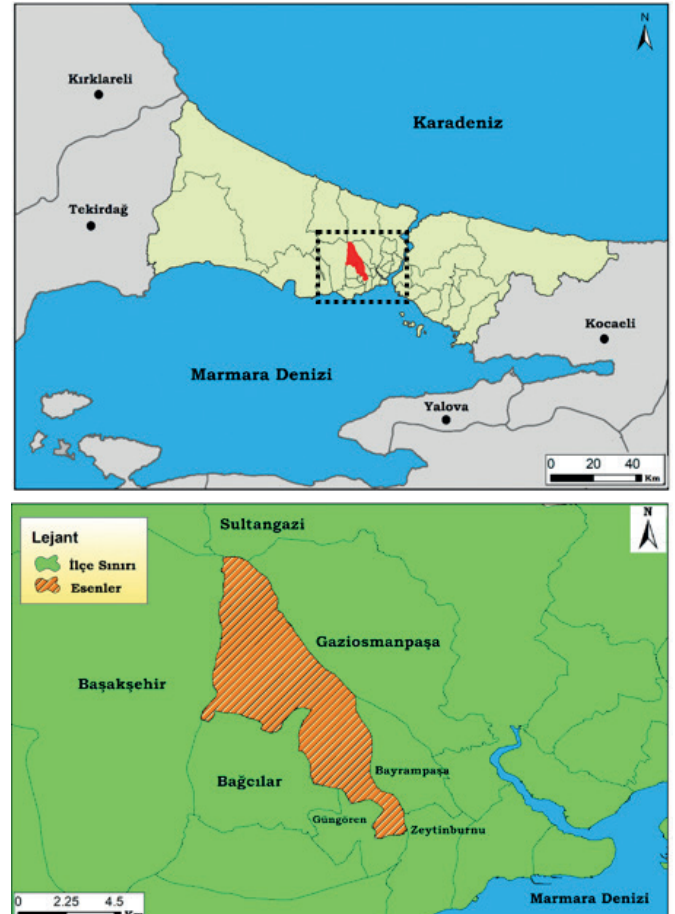 N
Kırklareli
Karadeniz
Tekirdağ
Kocaeli
Marmara Denizi
Yalova
0 20 40
Km
Sultangazi
N
Lejant
İlçe Sınırı
Esenler
Gaziosmanpaşa
Başakşehir
Bağcılar
Bayrampaşa
Güngören
Zeytinburnu
0 2.25 4.5
Km
Marmara Denizi